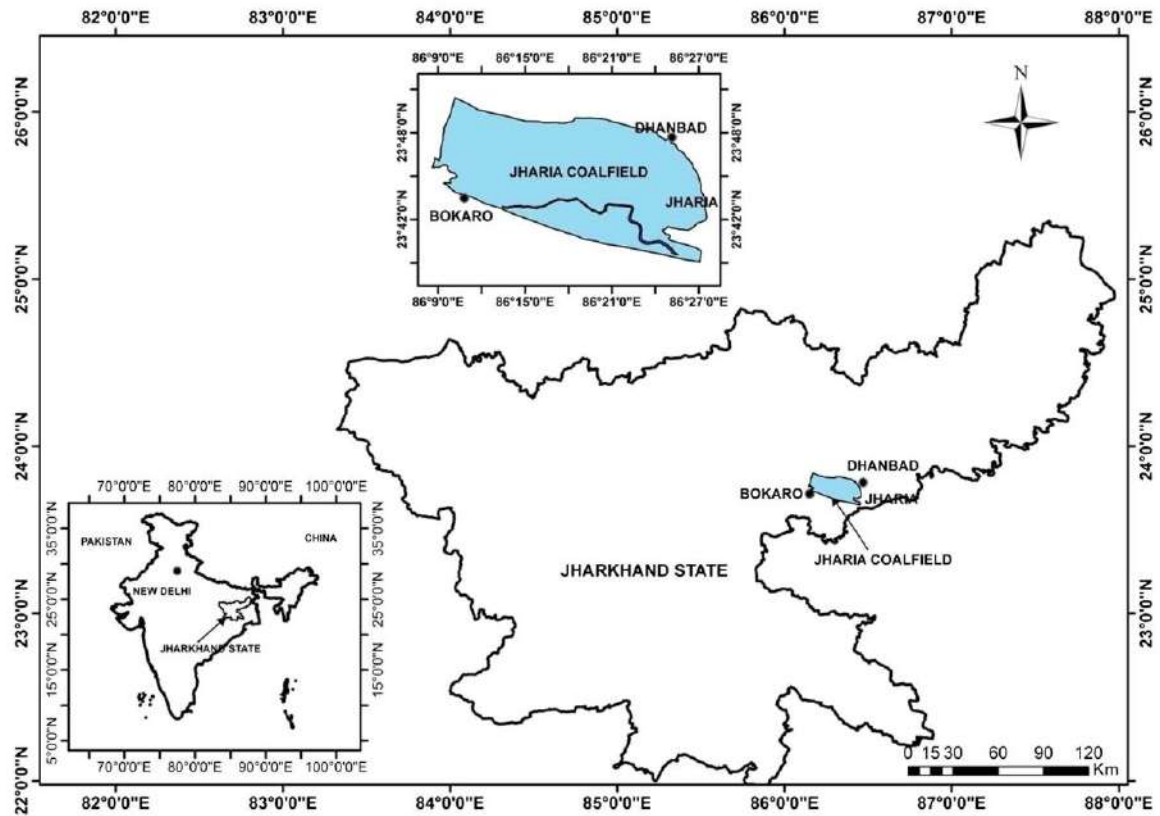 82°0'0"E 83°0'0"E 84°0'0"E 85°0'0"E 86°0'0"E 87°0'0"E 88°0'0"E
86°9'0"E 86°15'0"E 86°21'0"E 86°27'0"E
N
26°0'0"N
26°0'0"N
23°48'0"N
DHANBAD
23°48'0"N
JHARIA COALFIELD
JHARIA
BOKARO
23°42'0"N
23°42'0"N
86°9'0"E 86°15'0"E 86°21'0"E 86°27'0"E
25°0'0"N
25°0'0"N
24°0'0"N
24°0'0"N
DHANBAD
BOKARO
JHARIA
JHARIA COALFIELD
JHARKHAND STATE
70°0'0"E 80°0'0"E 90°0'0"E 100°0'0"E
35°0'0"N
PAKISTAN
CHINA
35°0'0"N
NEW DELHI
25°0'0"N
25°0'0"N
JHARKHAND STATE
15°0'0"N
15°0'0"N
5°0'0"N
5°0'0"N
70°0'0"E 80°0'0"E 90°0'0"E 100°0'0"E
23°0'0"N
23°0'0"N
0 15 30 60 90 120
Km
22°0'0"N
22°0'0"N
82°0'0"E 83°0'0"E 84°0'0"E 85°0'0"E 86°0'0"E 87°0'0"E 88°0'0"E